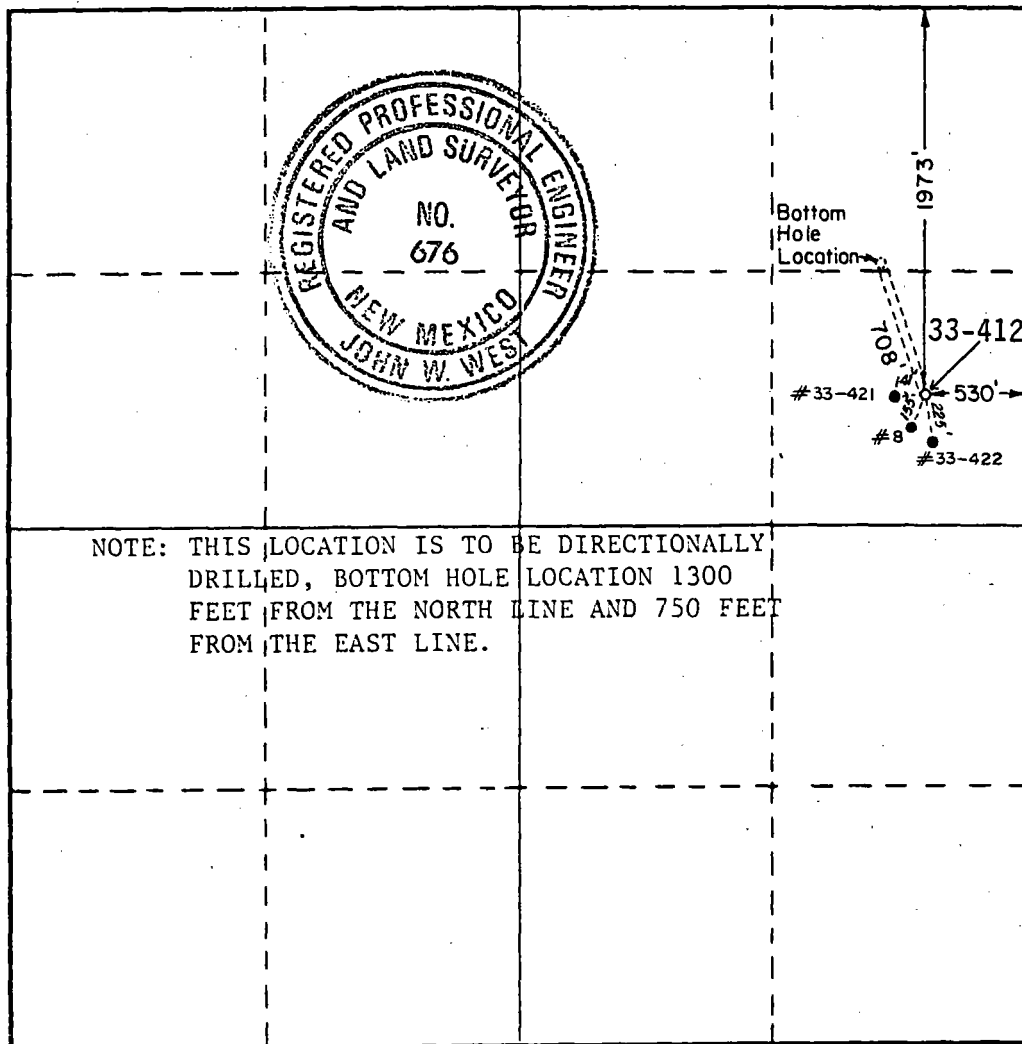 REGISTERED PROFESSIONAL ENGINEER
AND LAND SURVEYOR
NO.
676
NEW MEXICO
JOHN W. WEST
1973'
Bottom
Hole
Location
708'
33-412
141'
#33-421
530'
155'
225'
#8
#33-422
NOTE: THIS LOCATION IS TO BE DIRECTIONALLY
DRILLED, BOTTOM HOLE LOCATION 1300
FEET FROM THE NORTH LINE AND 750 FEET
FROM THE EAST LINE.